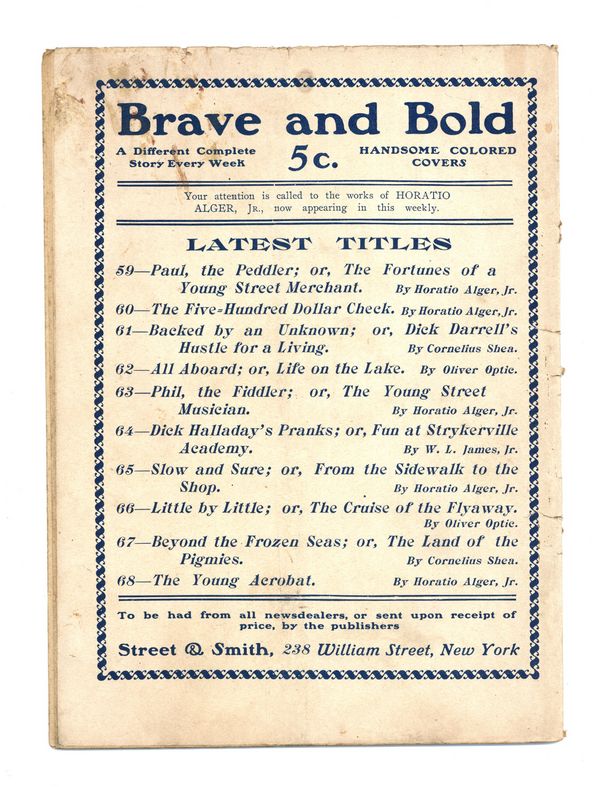 Brave and Bold
A Different Complete
Story Every Week
5c.
HANDSOME COLORED
COVERS
Your attention is called to the works of HORATIO
ALGER, JR., now appearing in this weekly.
LATEST TITLES
59—Paul, the Peddler; or, The Fortunes of a
Young Street Merchant. By Horatio Alger, Jr.
60—The Five-Hundred Dollar Check. By Horatio Alger, Jr.
61—Backed by an Unknown; or, Dick Darrell's
Hustle for a Living. By Cornelius Shea.
62—All Aboard; or, Life on the Lake. By Oliver Optic.
63—Phil, the Fiddler; or, The Young Street
Musician. By Horatio Alger, Jr.
64—Dick Halladay's Pranks; or, Fun at Strykerville
Academy. By W. L. James, Jr.
65—Slow and Sure; or, From the Sidewalk to the
Shop. By Horatio Alger, Jr.
66—Little by Little; or, The Cruise of the Flyaway.
By Oliver Optic.
67—Beyond the Frozen Seas; or, The Land of the
Pigmies. By Cornelius Shea.
68—The Young Acrobat. By Horatio Alger, Jr.
To be had from all newsdealers, or sent upon receipt of
price, by the publishers
Street & Smith, 238 William Street, New York